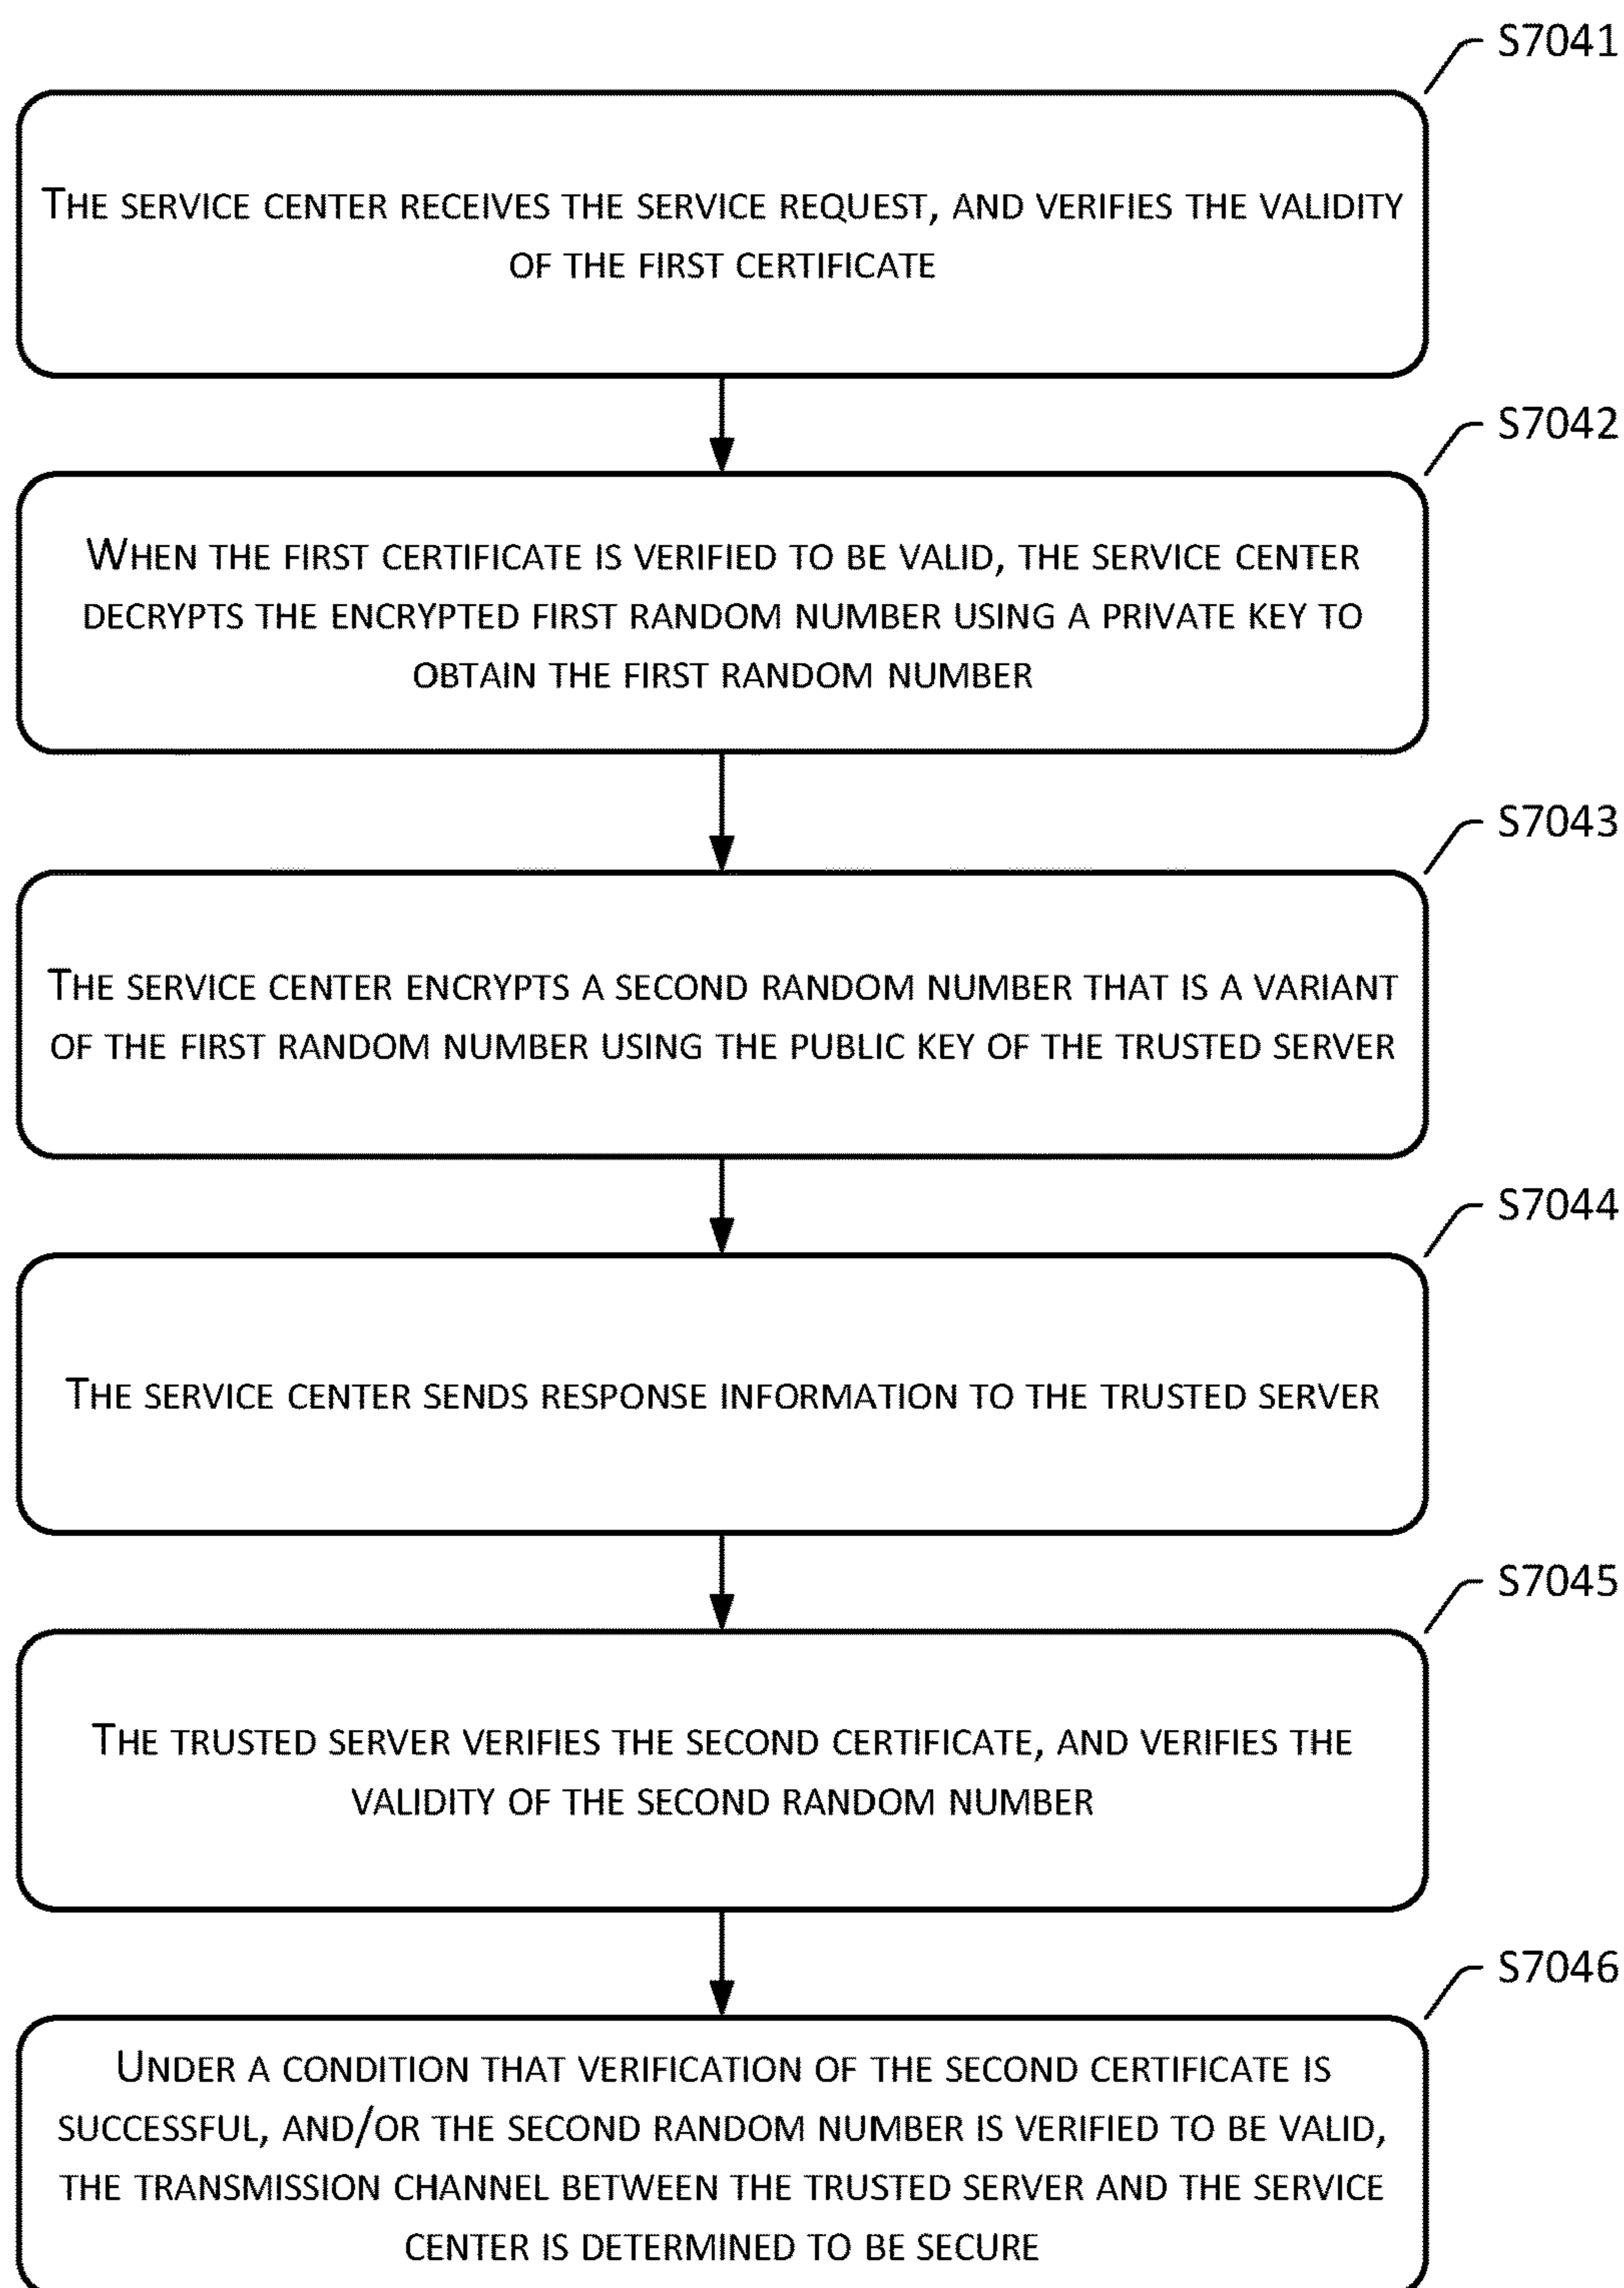 S7041
THE SERVICE CENTER RECEIVES THE SERVICE REQUEST, AND VERIFIES THE VALIDITY
OF THE FIRST CERTIFICATE
S7042
WHEN THE FIRST CERTIFICATE IS VERIFIED TO BE VALID, THE SERVICE CENTER
DECRYPTS THE ENCRYPTED FIRST RANDOM NUMBER USING A PRIVATE KEY TO
OBTAIN THE FIRST RANDOM NUMBER
S7043
THE SERVICE CENTER ENCRYPTS A SECOND RANDOM NUMBER THAT IS A VARIANT
OF THE FIRST RANDOM NUMBER USING THE PUBLIC KEY OF THE TRUSTED SERVER
S7044
THE SERVICE CENTER SENDS RESPONSE INFORMATION TO THE TRUSTED SERVER
S7045
THE TRUSTED SERVER VERIFIES THE SECOND CERTIFICATE, AND VERIFIES THE
VALIDITY OF THE SECOND RANDOM NUMBER
S7046
UNDER A CONDITION THAT VERIFICATION OF THE SECOND CERTIFICATE IS
SUCCESSFUL, AND/OR THE SECOND RANDOM NUMBER IS VERIFIED TO BE VALID,
THE TRANSMISSION CHANNEL BETWEEN THE TRUSTED SERVER AND THE SERVICE
CENTER IS DETERMINED TO BE SECURE